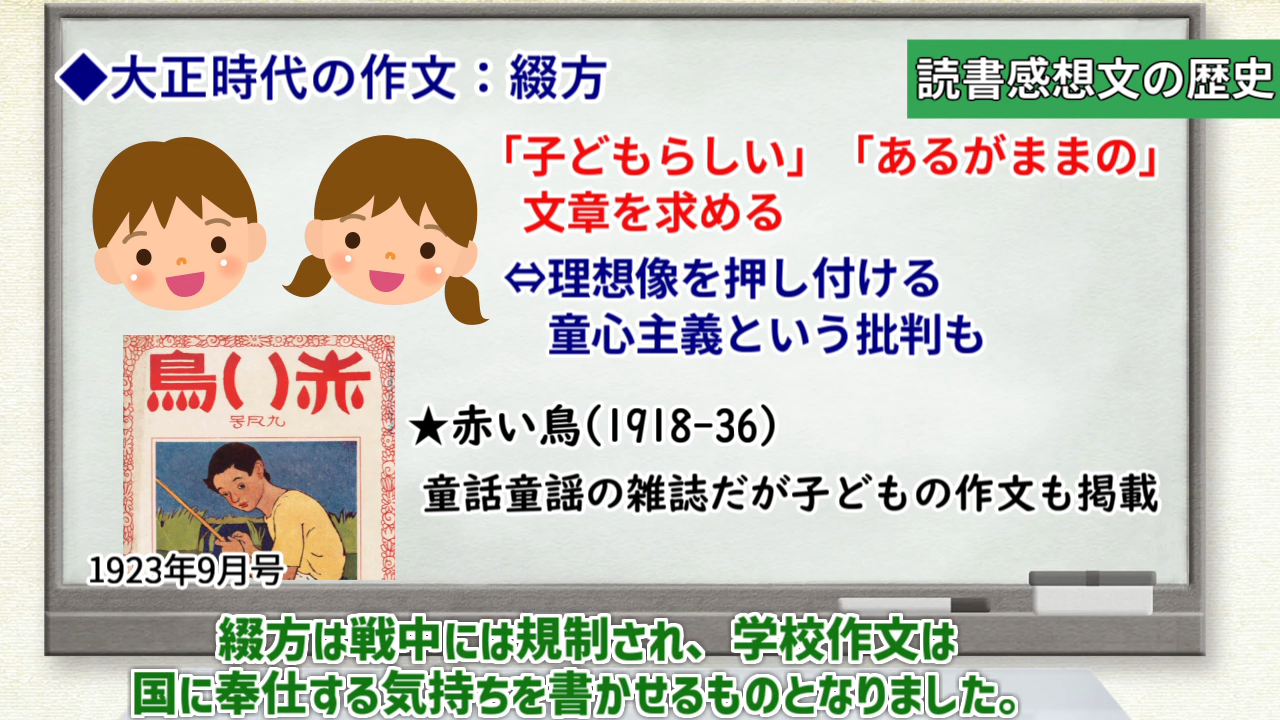 ◆大正時代の作文：綴方
読書感想文の歴史
「子どもらしい」「あるがままの」
文章を求める
⇔理想像を押し付ける
童心主義という批判も
鳥い赤
号月九
★赤い鳥(1918-36)
童話童謡の雑誌だが子どもの作文も掲載
1923年9月号
綴方は戦中には規制され、学校作文は
国に奉仕する気持ちを書かせるものとなりました。